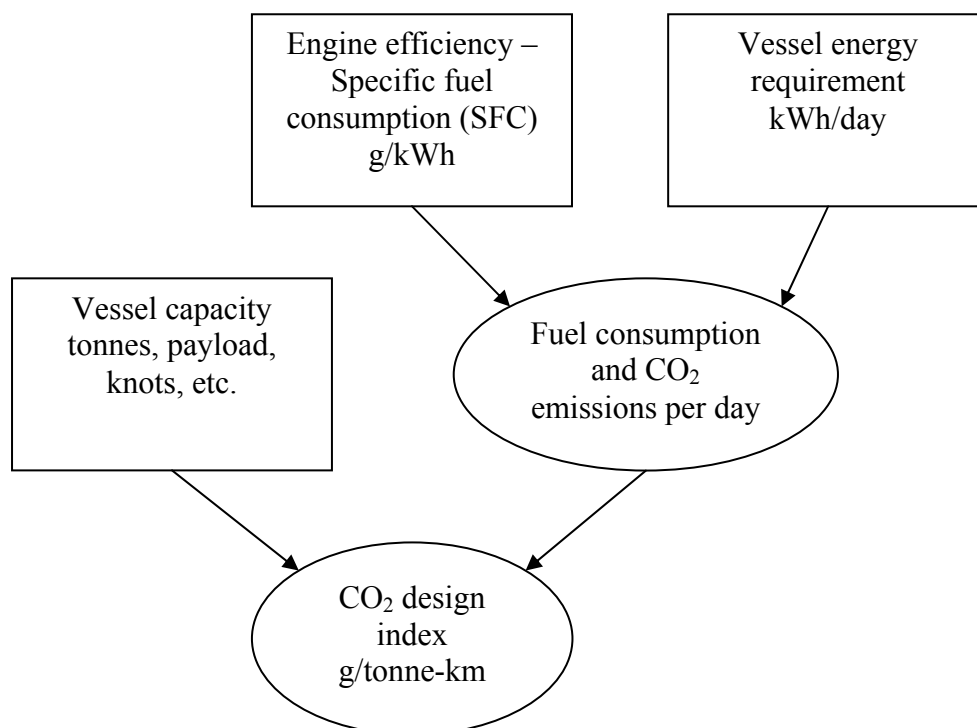 Engine efficiency –
Specific fuel
consumption (SFC)
g/kWh
Vessel energy
requirement
kWh/day
Vessel capacity
tonnes, payload,
knots, etc.
Fuel consumption
and CO₂
emissions per day
CO₂ design
index
g/tonne-km